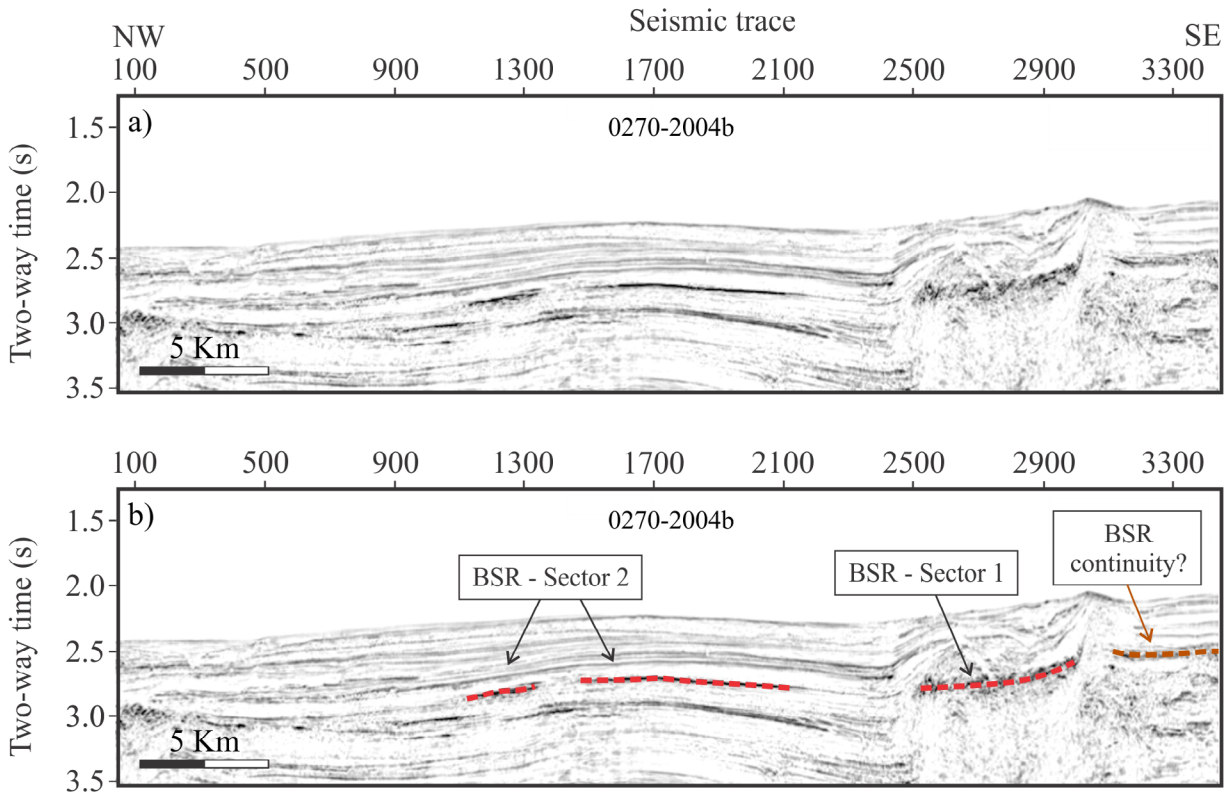 Seismic trace
NW SE
100 500 900 1300 1700 2100 2500 2900 3300
a)
0270-2004b
Two-way time (s)
1.5
2.0
2.5
3.0
3.5
5 Km
100 500 900 1300 1700 2100 2500 2900 3300
b)
0270-2004b
Two-way time (s)
1.5
2.0
2.5
3.0
3.5
BSR - Sector 2
BSR - Sector 1
BSR
continuity?
5 Km